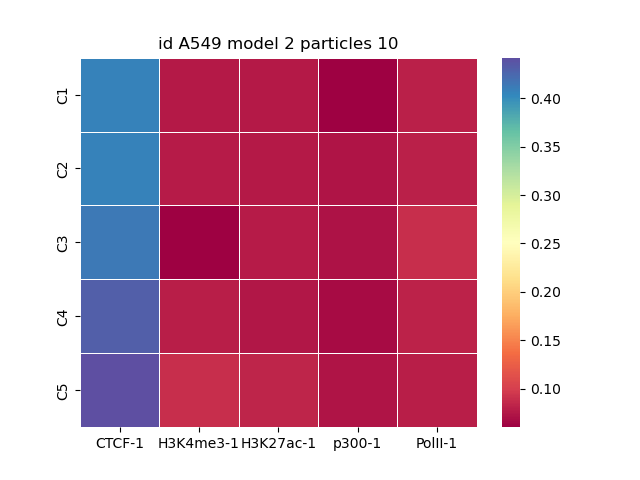 id A549 model 2 particles 10
C1
C2
C3
C4
C5
CTCF-1 H3K4me3-1 H3K27ac-1 p300-1 PolII-1
0.40
0.35
0.30
0.25
0.20
0.15
0.10